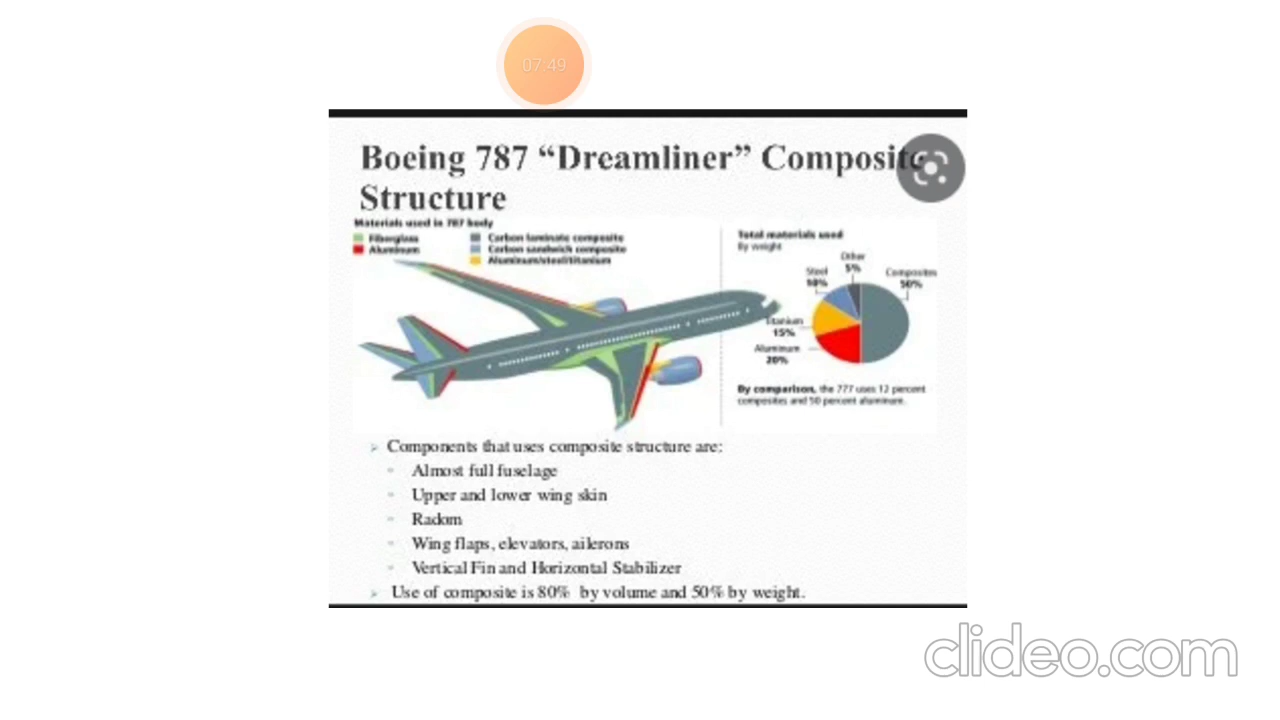 07:49
Boeing 787 “Dreamliner” Composite
Structure
Materials used in 787 body
Fiberglass
Aluminum
Carbon laminate composite
Carbon sandwich composite
Aluminum/steel/titanium
Total materials used
By weight
Other
5%
Steel
10%
Composites
50%
Titanium
15%
Aluminum
20%
By comparison, the 777 uses 12 percent
composites and 50 percent aluminum.
Components that uses composite structure are:
Almost full fuselage
Upper and lower wing skin
Radom
Wing flaps, elevators, ailerons
Vertical Fin and Horizontal Stabilizer
Use of composite is 80% by volume and 50% by weight.
clideo.com